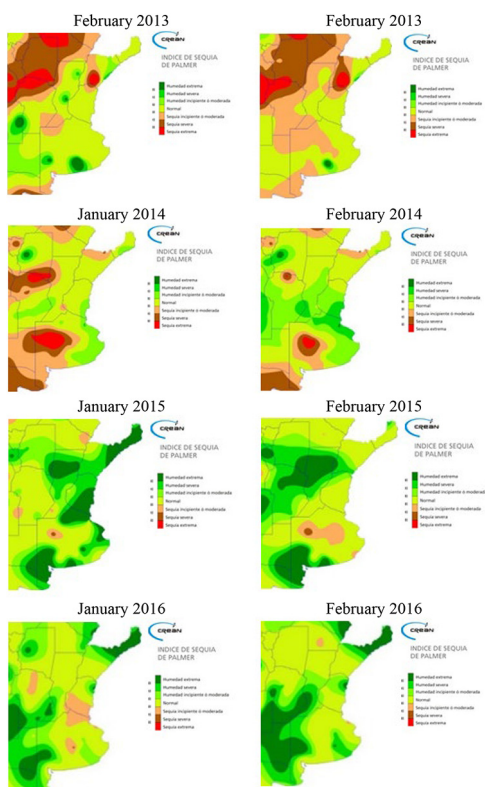 February 2013
February 2013
CREAN
INDICE DE SEQUIA
DE PALMER
Humedad extrema
Humedad severa
Humedad incipiente ó moderada
Normal
Sequia incipiente ó moderada
Sequia severa
Sequia extrema
CREAN
INDICE DE SEQUIA
DE PALMER
Humedad extrema
Humedad severa
Humedad incipiente ó moderada
Normal
Sequia incipiente ó moderada
Sequia severa
Sequia extrema
January 2014
February 2014
CREAN
INDICE DE SEQUIA
DE PALMER
Humedad extrema
Humedad severa
Humedad incipiente ó moderada
Normal
Sequia incipiente ó moderada
Sequia severa
Sequia extrema
CREAN
INDICE DE SEQUIA
DE PALMER
Humedad extrema
Humedad severa
Humedad incipiente ó moderada
Normal
Sequia incipiente ó moderada
Sequia severa
Sequia extrema
January 2015
February 2015
CREAN
INDICE DE SEQUIA
DE PALMER
Humedad extrema
Humedad severa
Humedad incipiente ó moderada
Normal
Sequia incipiente ó moderada
Sequia severa
Sequia extrema
CREAN
INDICE DE SEQUIA
DE PALMER
Humedad extrema
Humedad severa
Humedad incipiente ó moderada
Normal
Sequia incipiente ó moderada
Sequia severa
Sequia extrema
January 2016
February 2016
CREAN
INDICE DE SEQUIA
DE PALMER
Humedad extrema
Humedad severa
Humedad incipiente ó moderada
Normal
Sequia incipiente ó moderada
Sequia severa
Sequia extrema
CREAN
INDICE DE SEQUIA
DE PALMER
Humedad extrema
Humedad severa
Humedad incipiente ó moderada
Normal
Sequia incipiente ó moderada
Sequia severa
Sequia extrema